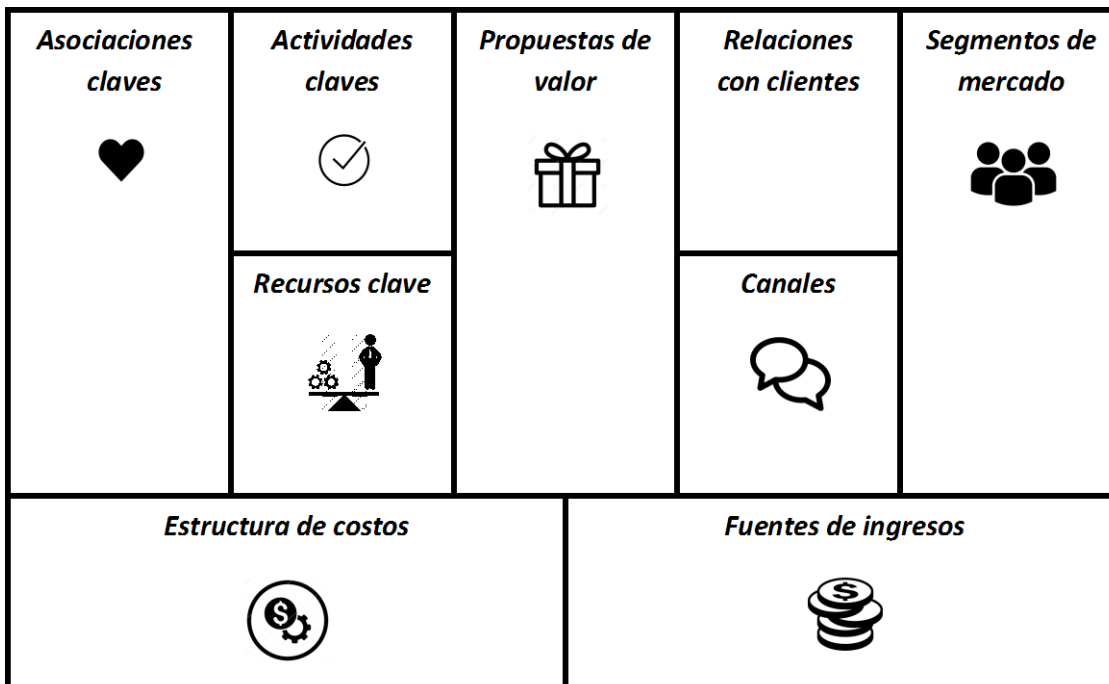 Asociaciones
claves
Actividades
claves
Propuestas de
valor
Relaciones
con clientes
Segmentos de
mercado
Recursos clave
Canales
Estructura de costos
$
Fuentes de ingresos
$